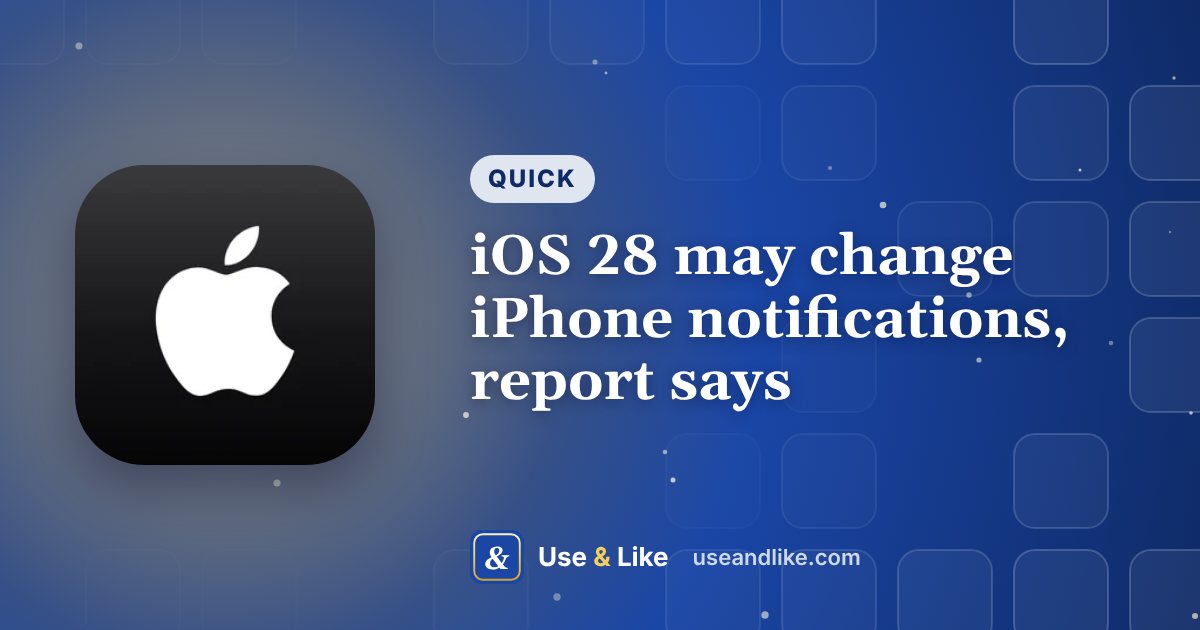 QUICK
iOS 28 may change
iPhone notifications,
report says
& Use & Like useandlike.com